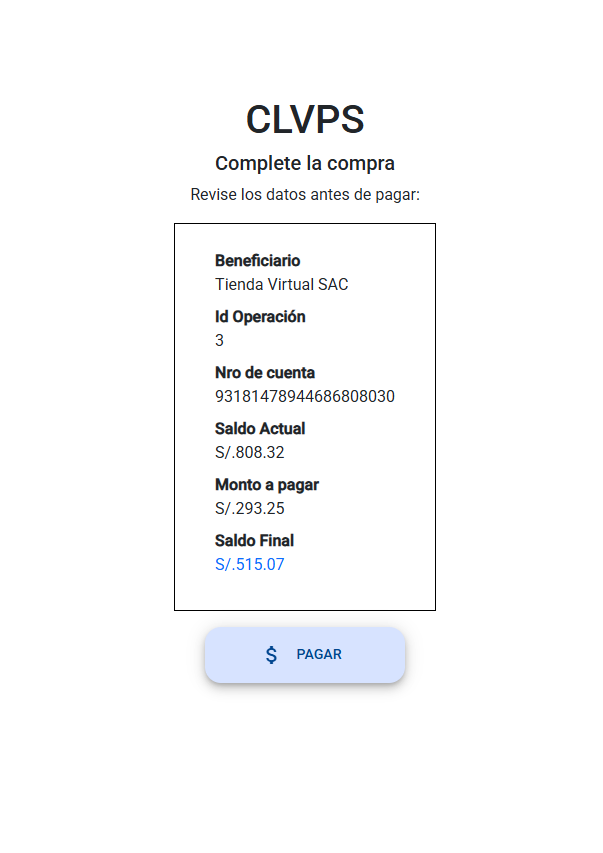 CLVPS
Complete la compra
Revise los datos antes de pagar:
Beneficiario
Tienda Virtual SAC
Id Operación
3
Nro de cuenta
93181478944686808030
Saldo Actual
S/.808.32
Monto a pagar
S/.293.25
Saldo Final
S/.515.07
$ PAGAR